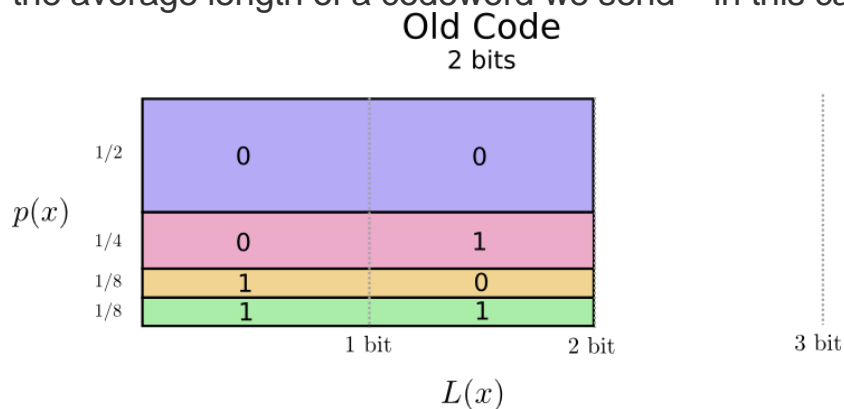 the average length of a codeword we send – in this ca
Old Code
2 bits
1/2 0 0
p(x)
1/4 0 1
1/8 1 0
1/8 1 1
1 bit 2 bit 3 bit
L(x)